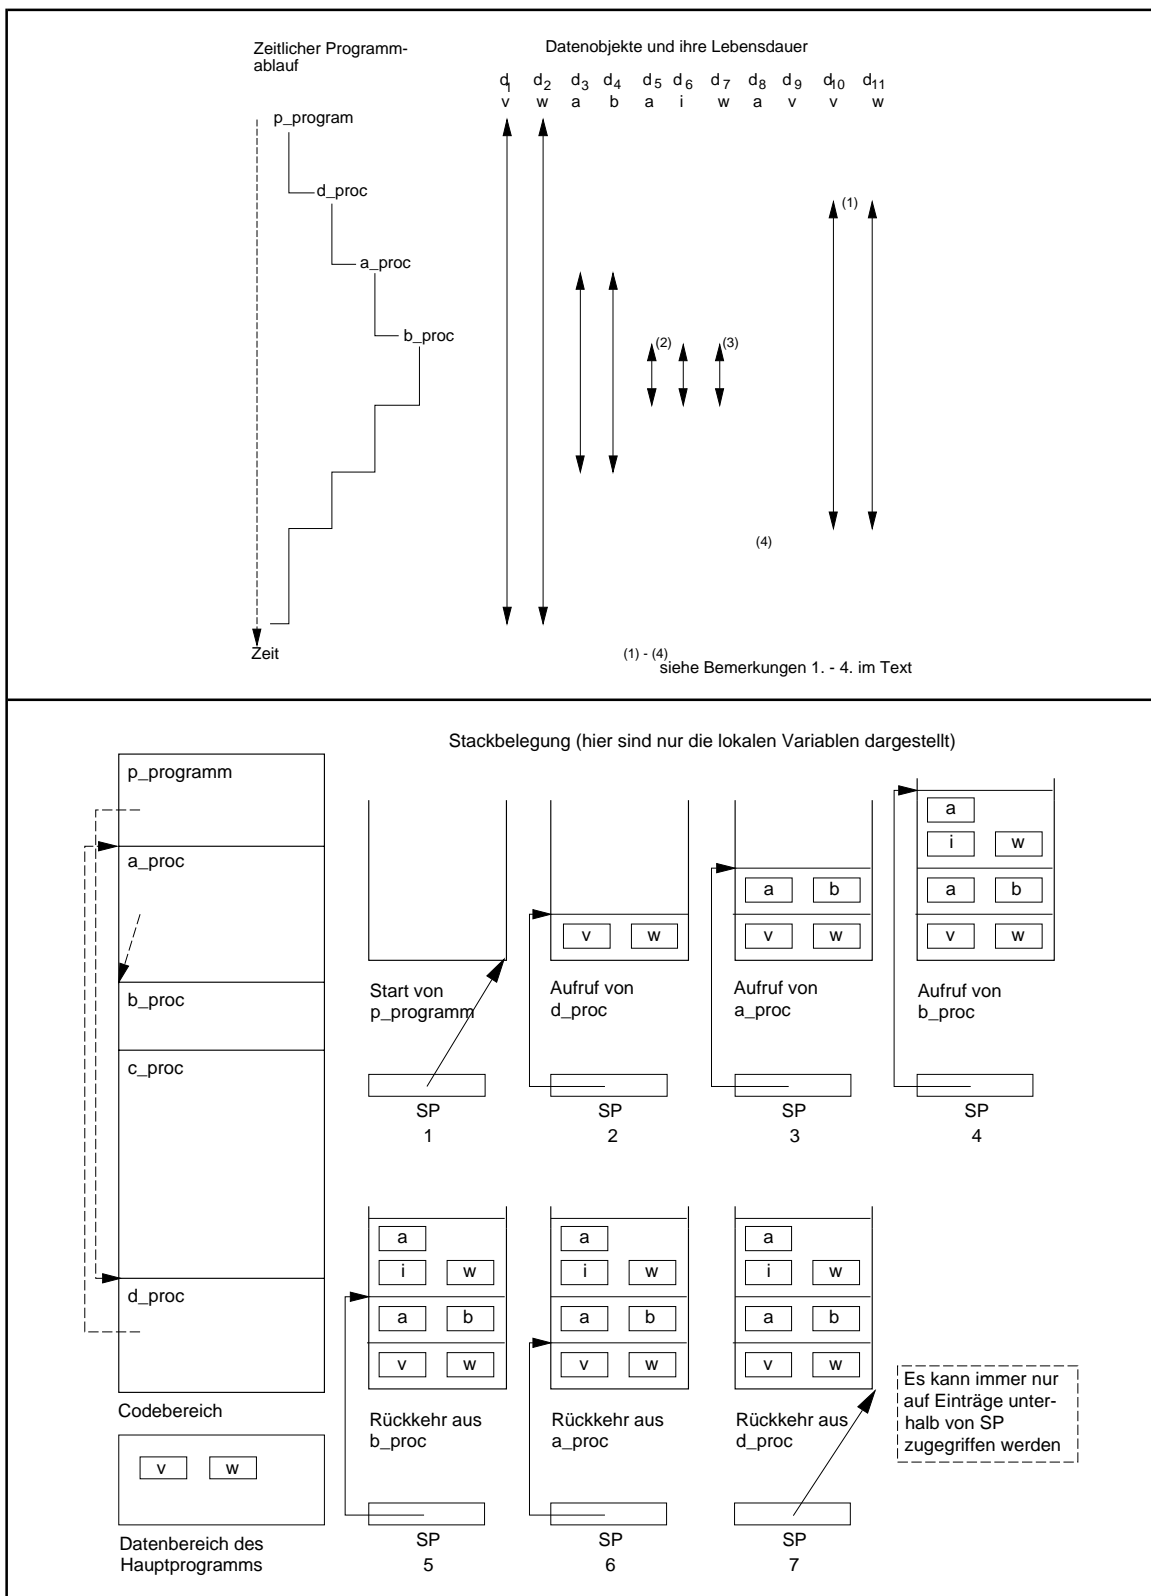 Zeitlicher Programm-
ablauf
Datenobjekte und ihre Lebensdauer
d1 d2 d3 d4 d5 d6 d7 d8 d9 d10 d11
v w a b a i w a v v w
p_program
d_proc
(1)
a_proc
b_proc
(2)
(3)
(4)
Zeit
(1) - (4)
siehe Bemerkungen 1. - 4. im Text
Stackbelegung (hier sind nur die lokalen Variablen dargestellt)
p_programm
a_proc
b_proc
c_proc
d_proc
Codebereich
v w
Datenbereich des
Hauptprogramms
Start von
p_programm
SP
1
v w
Aufruf von
d_proc
SP
2
a b
v w
Aufruf von
a_proc
SP
3
a
i w
a b
v w
Aufruf von
b_proc
SP
4
a
i w
a b
v w
Rückkehr aus
b_proc
SP
5
a
i w
a b
v w
Rückkehr aus
a_proc
SP
6
a
i w
a b
v w
Rückkehr aus
d_proc
SP
7
Es kann immer nur
auf Einträge unter-
halb von SP
zugegriffen werden